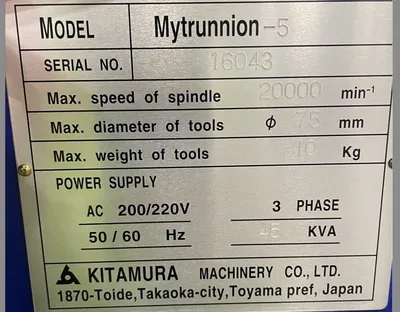 MODEL Mytrunnion-5
SERIAL NO. 16043
Max. speed of spindle 20000 min-1
Max. diameter of tools ϕ 75 mm
Max. weight of tools 10 Kg
POWER SUPPLY
AC 200/220V 3 PHASE
50/60 Hz 45 KVA
KITAMURA MACHINERY CO., LTD.
1870-Toide,Takaoka-city,Toyama pref, Japan